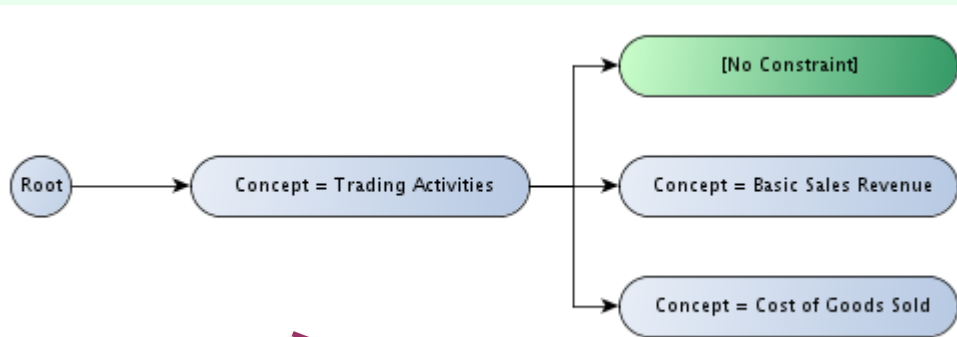 [No Constraint]
Root
Concept = Trading Activities
Concept = Basic Sales Revenue
Concept = Cost of Goods Sold